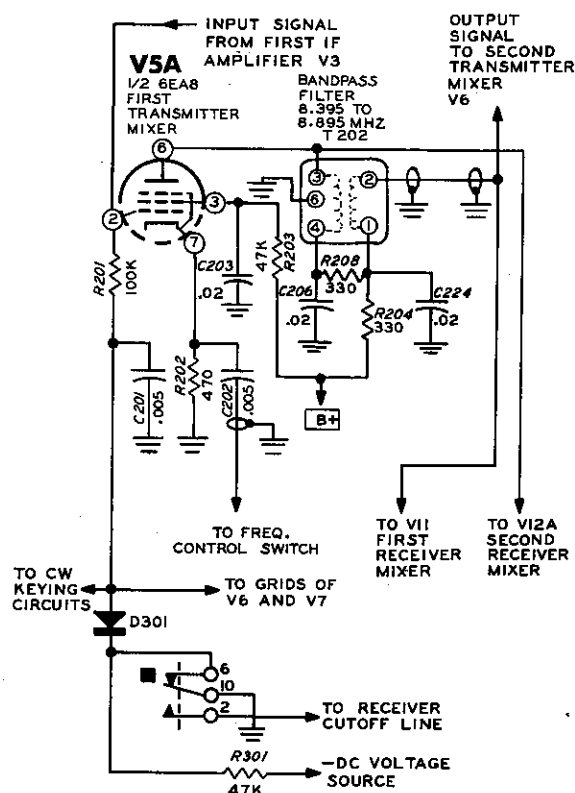 INPUT SIGNAL
FROM FIRST IF
AMPLIFIER V3
OUTPUT
SIGNAL
TO SECOND
TRANSMITTER
MIXER
V6
V5A
1/2 6EA8
FIRST
TRANSMITTER
MIXER
BANDPASS
FILTER
8.395 TO
8.895 MHZ
T 202
6
3
2
7
3
6
4
2
1
R201
100K
C203
.02
47K
R203
R208
330
C206
.02
R204
330
C224
.02
C201
.005
R202
470
C202
.005
B+
TO FREQ.
CONTROL SWITCH
TO V11
FIRST
RECEIVER
MIXER
TO V12A
SECOND
RECEIVER
MIXER
TO CW
KEYING
CIRCUITS
TO GRIDS OF
V6 AND V7
D301
6
10
2
TO RECEIVER
CUTOFF LINE
R301
47K
-DC VOLTAGE
SOURCE